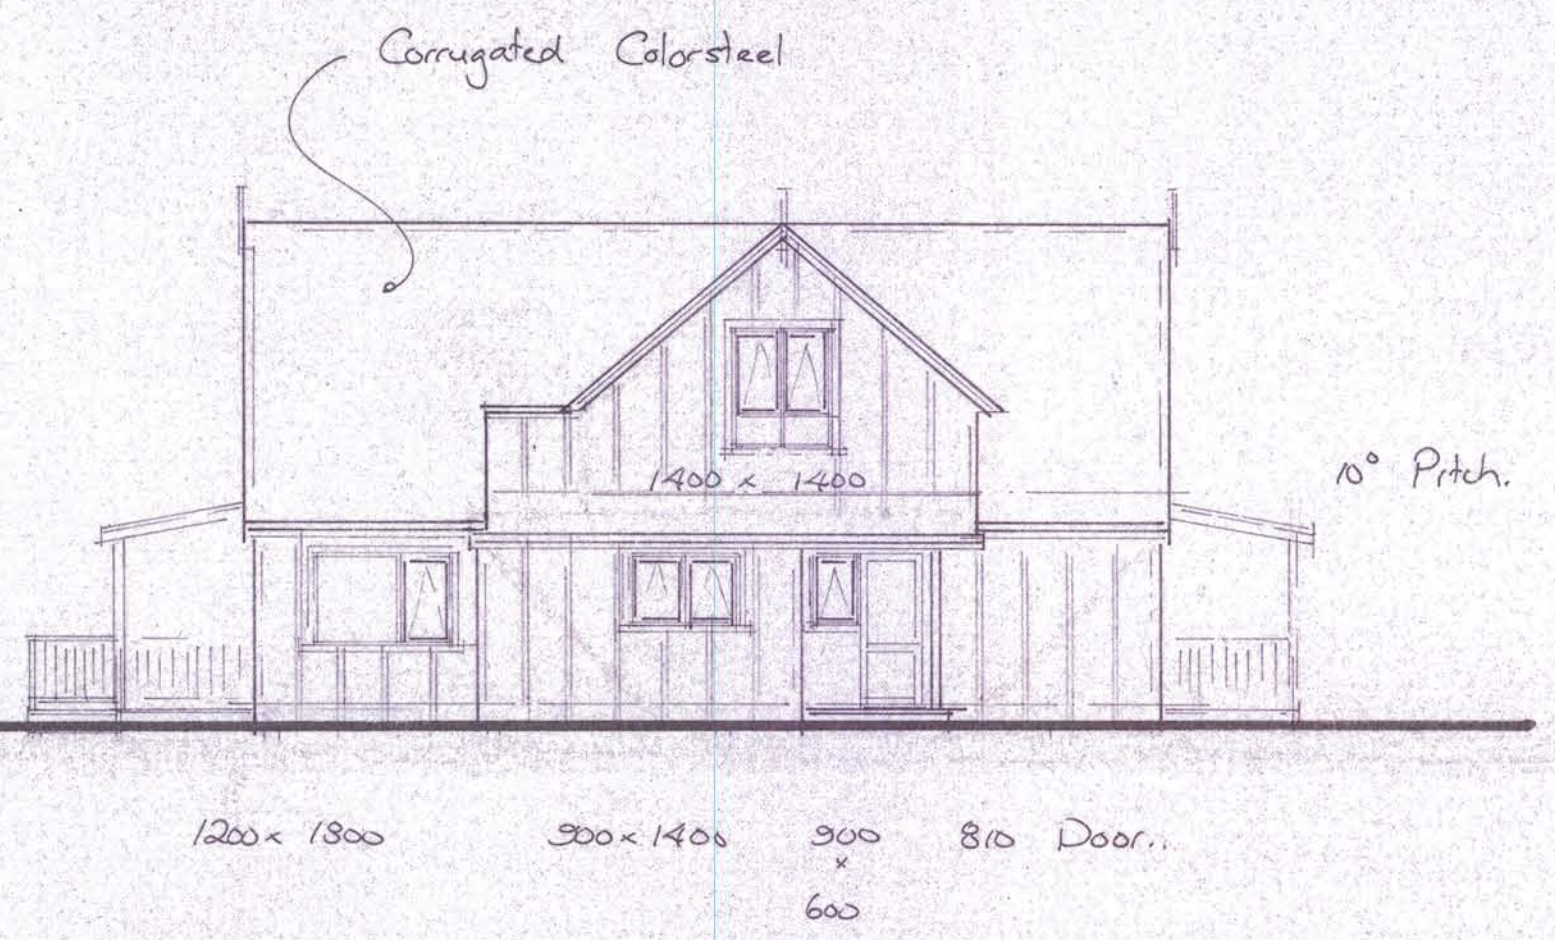 Corrugated Colorsteel
1400 x 1400
10° Pitch.
1200 x 1800
900 x 1400
900
x
600
810 Door..